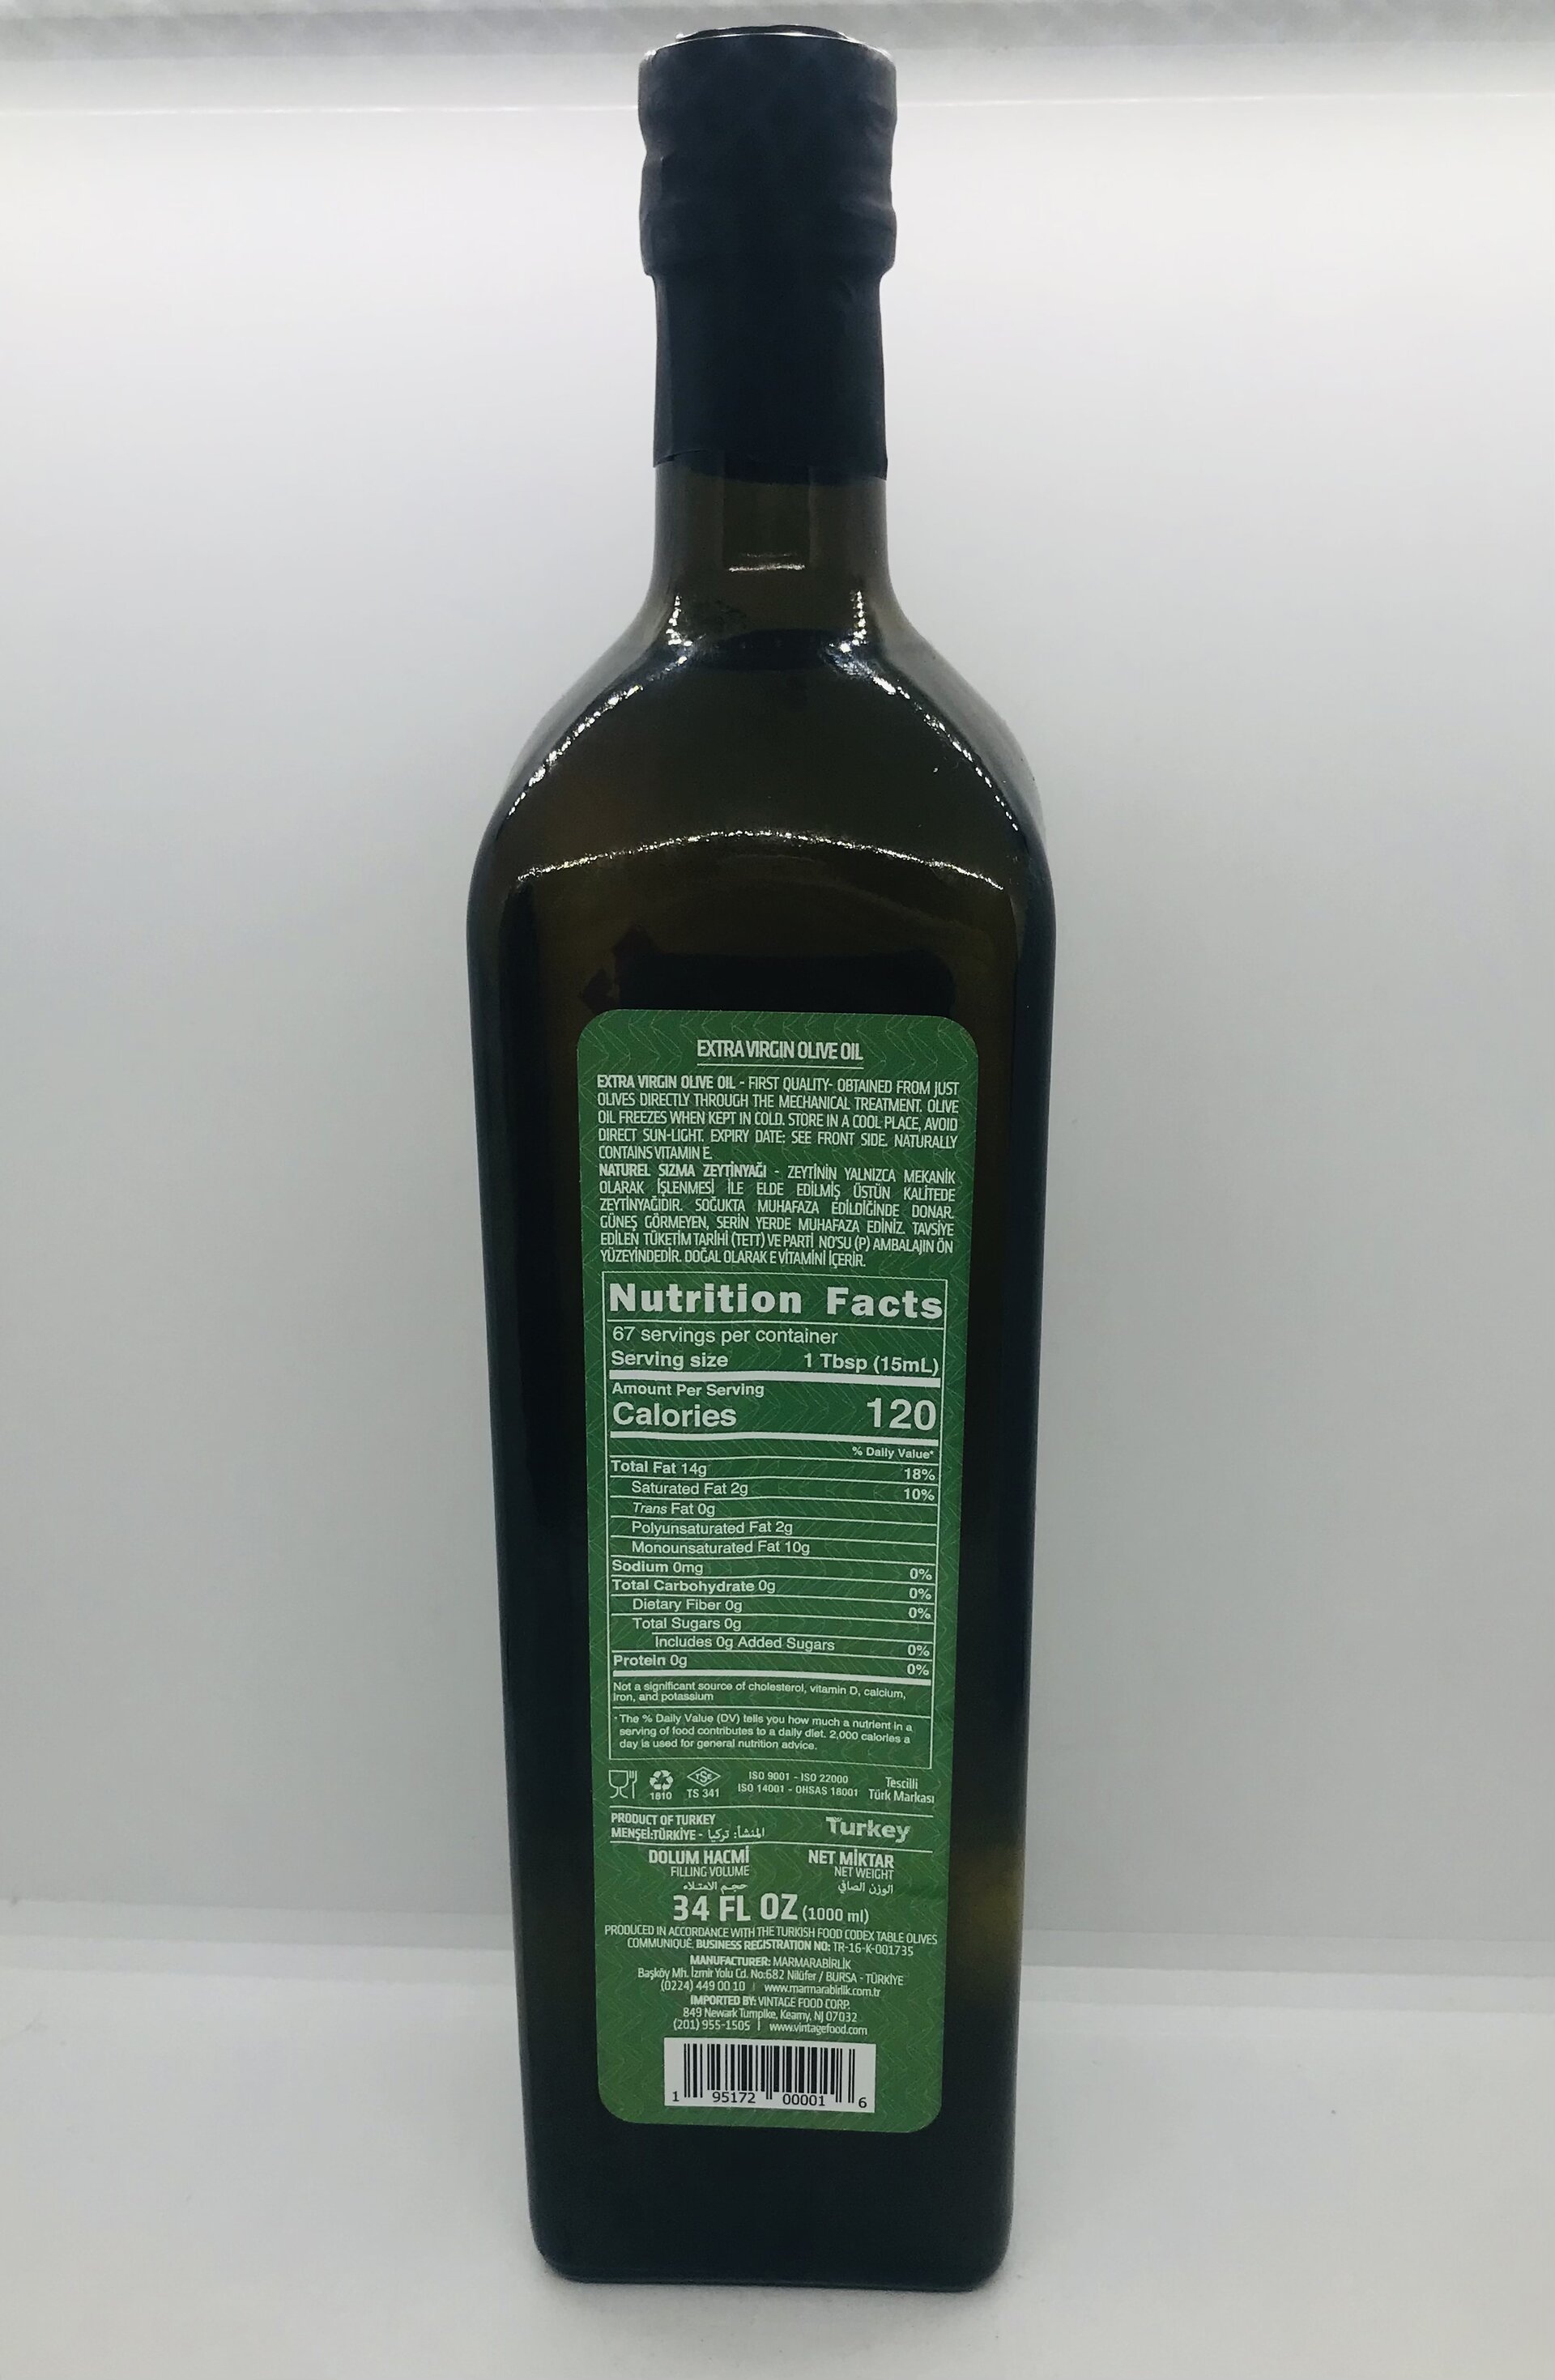 EXTRA VIRGIN OLIVE OIL
EXTRA VIRGIN OLIVE OIL - FIRST QUALITY- OBTAINED FROM JUST
OLIVES DIRECTLY THROUGH THE MECHANICAL TREATMENT. OLIVE
OIL FREEZES WHEN KEPT IN COLD. STORE IN A COOL PLACE, AVOID
DIRECT SUN-LIGHT. EXPIRY DATE: SEE FRONT SIDE. NATURALLY
CONTAINS VITAMIN E.
NATUREL SIZMA ZEYTİNYAĞI - ZEYTİNİN YALNIZCA MEKANİK
OLARAK İŞLENMESİ İLE ELDE EDİLMİŞ ÜSTÜN KALİTEDE
ZEYTİNYAĞIDIR. SOĞUKTA MUHAFAZA EDİLDİĞİNDE DONAR.
GÜNEŞ GÖRMEYEN, SERİN YERDE MUHAFAZA EDİNİZ. TAVSİYE
EDİLEN TÜKETİM TARİHİ (TETT) VE PARTİ NO'SU (P) AMBALAJIN ÖN
YÜZEYİNDEDİR. DOĞAL OLARAK E VİTAMİNİ İÇERİR.
Nutrition Facts
67 servings per container
Serving size 1 Tbsp (15mL)
Amount Per Serving
Calories 120
% Daily Value*
Total Fat 14g 18%
Saturated Fat 2g 10%
Trans Fat 0g
Polyunsaturated Fat 2g
Monounsaturated Fat 10g
Sodium 0mg 0%
Total Carbohydrate 0g 0%
Dietary Fiber 0g 0%
Total Sugars 0g
Includes 0g Added Sugars 0%
Protein 0g 0%
Not a significant source of cholesterol, vitamin D, calcium,
iron, and potassium
* The % Daily Value (DV) tells you how much a nutrient in a
serving of food contributes to a daily diet. 2,000 calories a
day is used for general nutrition advice.
1810
TSE
TS 341
ISO 9001 - ISO 22000
ISO 14001 - OHSAS 18001
Tescilli
Türk Markası
PRODUCT OF TURKEY
MENŞEİ:TÜRKİYE - المنشأ: تركيا
Turkey
DOLUM HACMİ NET MİKTAR
FILLING VOLUME NET WEIGHT
حجم الامتلاء الوزن الصافي
34 FL OZ (1000 ml)
PRODUCED IN ACCORDANCE WITH THE TURKISH FOOD CODEX TABLE OLIVES
COMMUNIQUÉ. BUSINESS REGISTRATION NO: TR-16-K-001735
MANUFACTURER: MARMARABİRLİK
Başköy Mh. İzmir Yolu Cd. No:682 Nilüfer / BURSA - TÜRKİYE
(0224) 449 00 10 | www.marmarabirlik.com.tr
IMPORTED BY: VINTAGE FOOD CORP.
849 Newark Turnpike, Kearny, NJ 07032
(201) 955-1505 | www.vintagefood.com
1 95172 00001 6